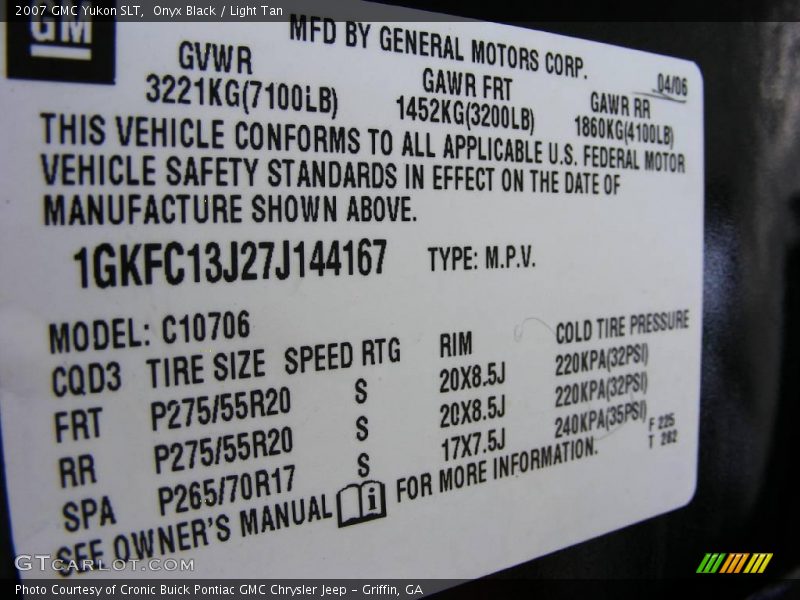 2007 GMC Yukon SLT,  Onyx Black / Light Tan
GM
MFD BY GENERAL MOTORS CORP.
04/06
GVWR GAWR FRT GAWR RR
3221KG(7100LB) 1452KG(3200LB) 1860KG(4100LB)
THIS VEHICLE CONFORMS TO ALL APPLICABLE U.S. FEDERAL MOTOR
VEHICLE SAFETY STANDARDS IN EFFECT ON THE DATE OF
MANUFACTURE SHOWN ABOVE.
1GKFC13J27J144167 TYPE: M.P.V.
MODEL: C10706
CQD3 TIRE SIZE SPEED RTG RIM COLD TIRE PRESSURE
FRT P275/55R20 S 20X8.5J 220KPA(32PSI)
RR P275/55R20 S 20X8.5J 220KPA(32PSI)
SPA P265/70R17 S 17X7.5J 240KPA(35PSI)
F 225
T 262
SEE OWNER'S MANUAL i FOR MORE INFORMATION.
GTCARLOT.COM
Photo Courtesy of Cronic Buick Pontiac GMC Chrysler Jeep - Griffin, GA